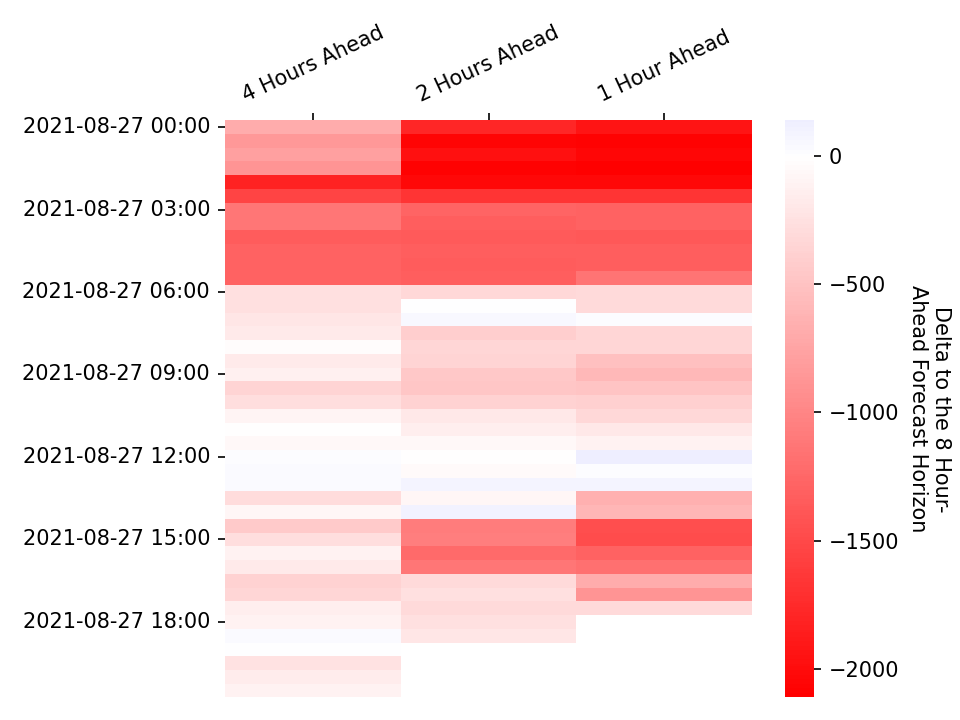 4 Hours Ahead
2 Hours Ahead
1 Hour Ahead
2021-08-27 00:00
2021-08-27 03:00
2021-08-27 06:00
2021-08-27 09:00
2021-08-27 12:00
2021-08-27 15:00
2021-08-27 18:00
0
−500
−1000
−1500
−2000
Delta to the 8 Hour-
Ahead Forecast Horizon